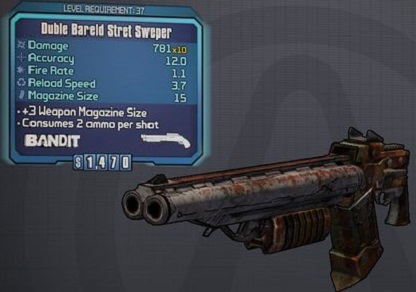 LEVEL REQUIREMENT: 37
Duble Bareld Stret Sweper
Damage 781x10
Accuracy 12.0
Fire Rate 1.1
Reload Speed 3.7
Magazine Size 15
• +3 Weapon Magazine Size
• Consumes 2 ammo per shot
BANDIT
$1,470